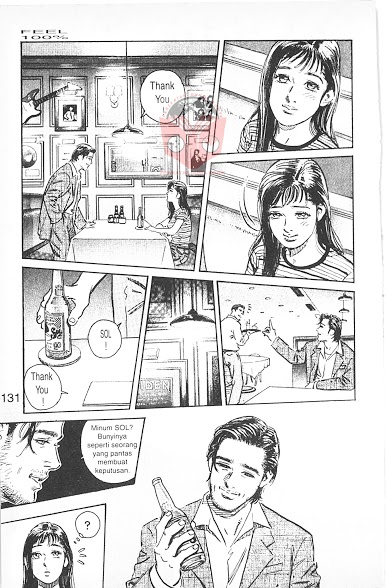 FEEL
100%
Thank
You !
SOL
!
Thank
You
!
131
Minum SOL?
Bunyinya
seperti seorang
yang pantas
membuat
keputusan.
?